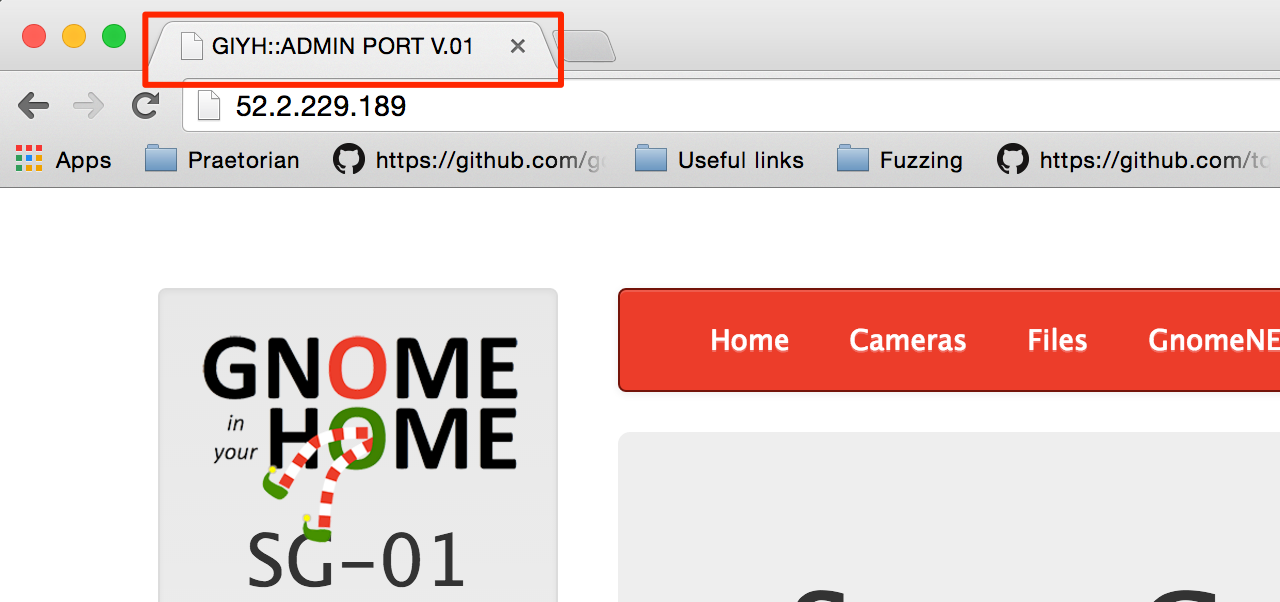 GIYH::ADMIN PORT V.01
52.2.229.189
Apps Praetorian https://github.com/g Useful links Fuzzing https://github.com/to
GNOME
in your HOME
SG-01
Home Cameras Files GnomeNE